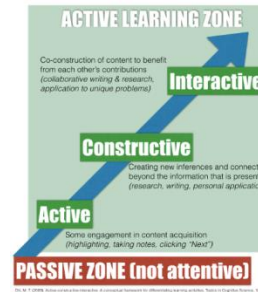 ACTIVE LEARNING ZONE
Co-construction of content to benefit
from each other's contributions
(collaborative writing & research,
application to unique problems)
Interactive
Constructive
Creating new inferences and connect
beyond the information that is present
(research, writing, personal application
Active
Some engagement in content acquisition
(highlighting, taking notes, clicking "Next")
PASSIVE ZONE (not attentive)